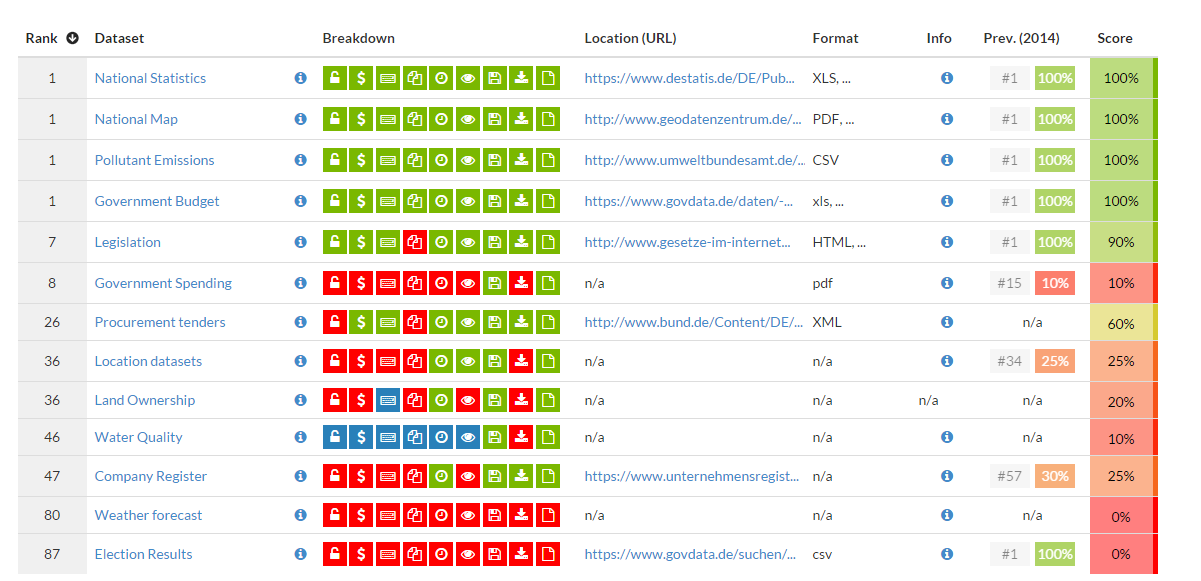 Rank Dataset Breakdown Location (URL) Format Info Prev. (2014) Score
1 National Statistics $ https://www.destatis.de/DE/Pub... XLS, ... #1 100% 100%
1 National Map $ http://www.geodatenzentrum.de/... PDF, ... #1 100% 100%
1 Pollutant Emissions $ http://www.umweltbundesamt.de/... CSV #1 100% 100%
1 Government Budget $ https://www.govdata.de/daten/-... xls, ... #1 100% 100%
7 Legislation $ http://www.gesetze-im-internet... HTML, ... #1 100% 90%
8 Government Spending $ n/a pdf #15 10% 10%
26 Procurement tenders $ http://www.bund.de/Content/DE/... XML n/a 60%
36 Location datasets $ n/a n/a #34 25% 25%
36 Land Ownership $ n/a n/a n/a n/a 20%
46 Water Quality $ n/a n/a n/a 10%
47 Company Register $ https://www.unternehmensregist... n/a #57 30% 25%
80 Weather forecast $ n/a n/a n/a 0%
87 Election Results $ https://www.govdata.de/suchen/... csv #1 100% 0%